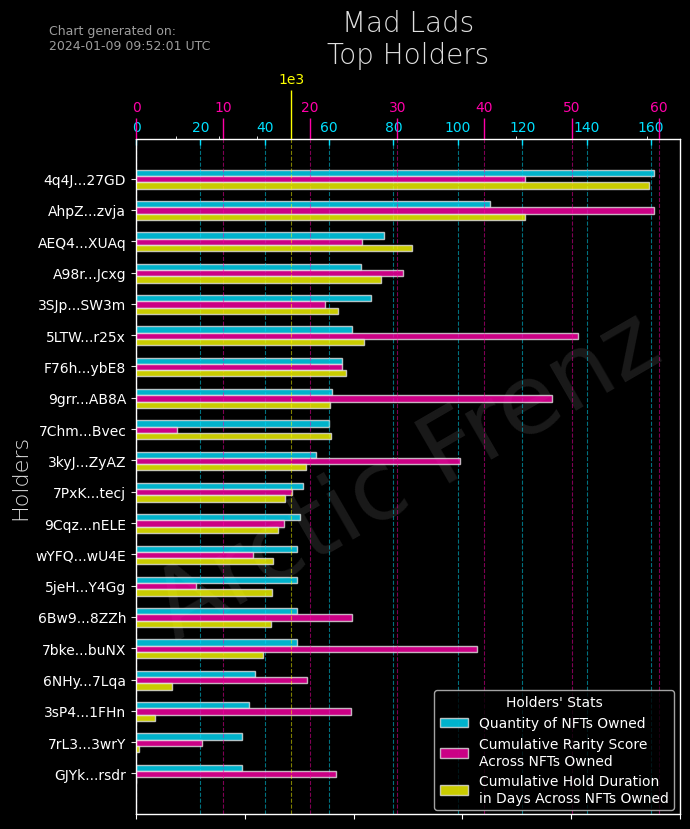 Chart generated on:
2024-01-09 09:52:01 UTC
Mad Lads
Top Holders
1e3
0 10 20 30 40 50 60
0 20 40 60 80 100 120 140 160
Holders
4q4J...27GD
AhpZ...zvja
AEQ4...XUAq
A98r...Jcxg
3SJp...SW3m
5LTW...r25x
F76h...ybE8
9grr...AB8A
7Chm...Bvec
3kyJ...ZyAZ
7PxK...tecj
9Cqz...nELE
wYFQ...wU4E
5jeH...Y4Gg
6Bw9...8ZZh
7bke...buNX
6NHy...7Lqa
3sP4...1FHn
7rL3...3wrY
GJYk...rsdr
Arctic Frenz
Holders' Stats
Quantity of NFTs Owned
Cumulative Rarity Score
Across NFTs Owned
Cumulative Hold Duration
in Days Across NFTs Owned